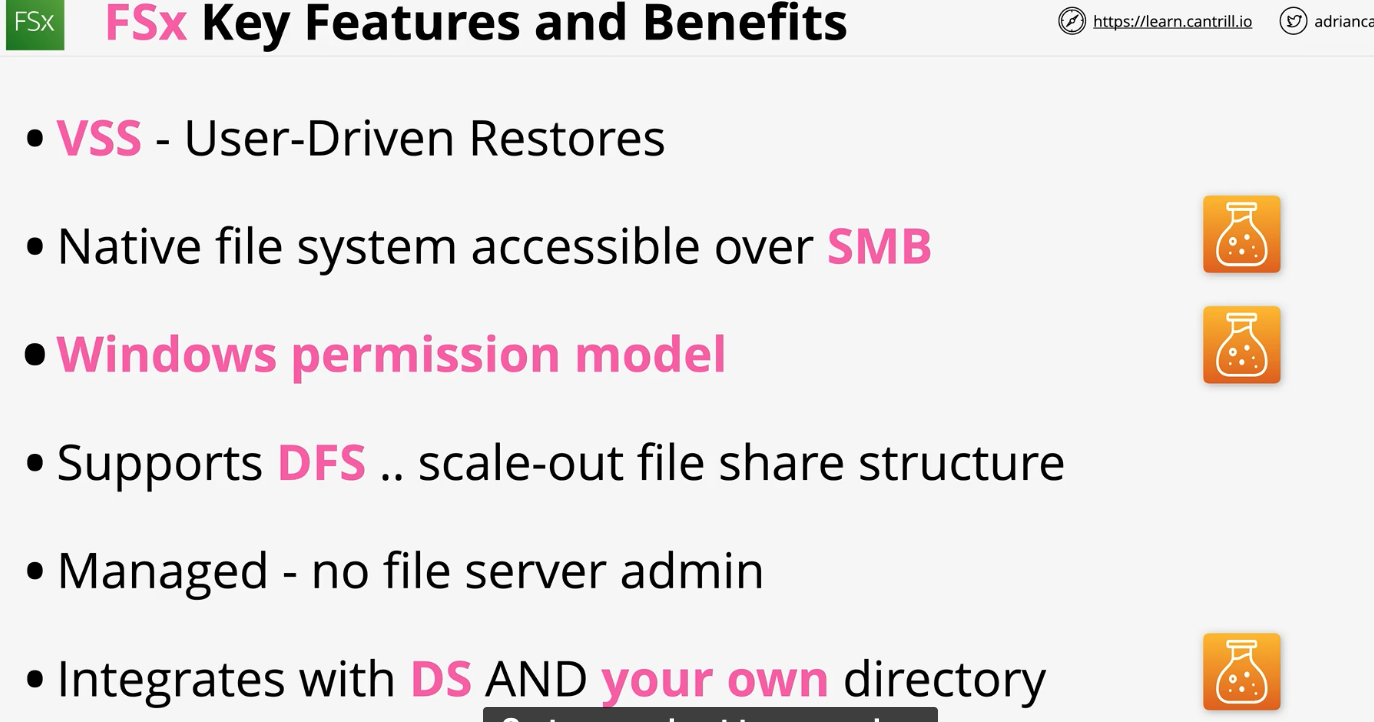 FSx
FSx Key Features and Benefits
https://learn.cantrill.io
adrianca
• VSS - User-Driven Restores
• Native file system accessible over SMB
• Windows permission model
• Supports DFS .. scale-out file share structure
• Managed - no file server admin
• Integrates with DS AND your own directory